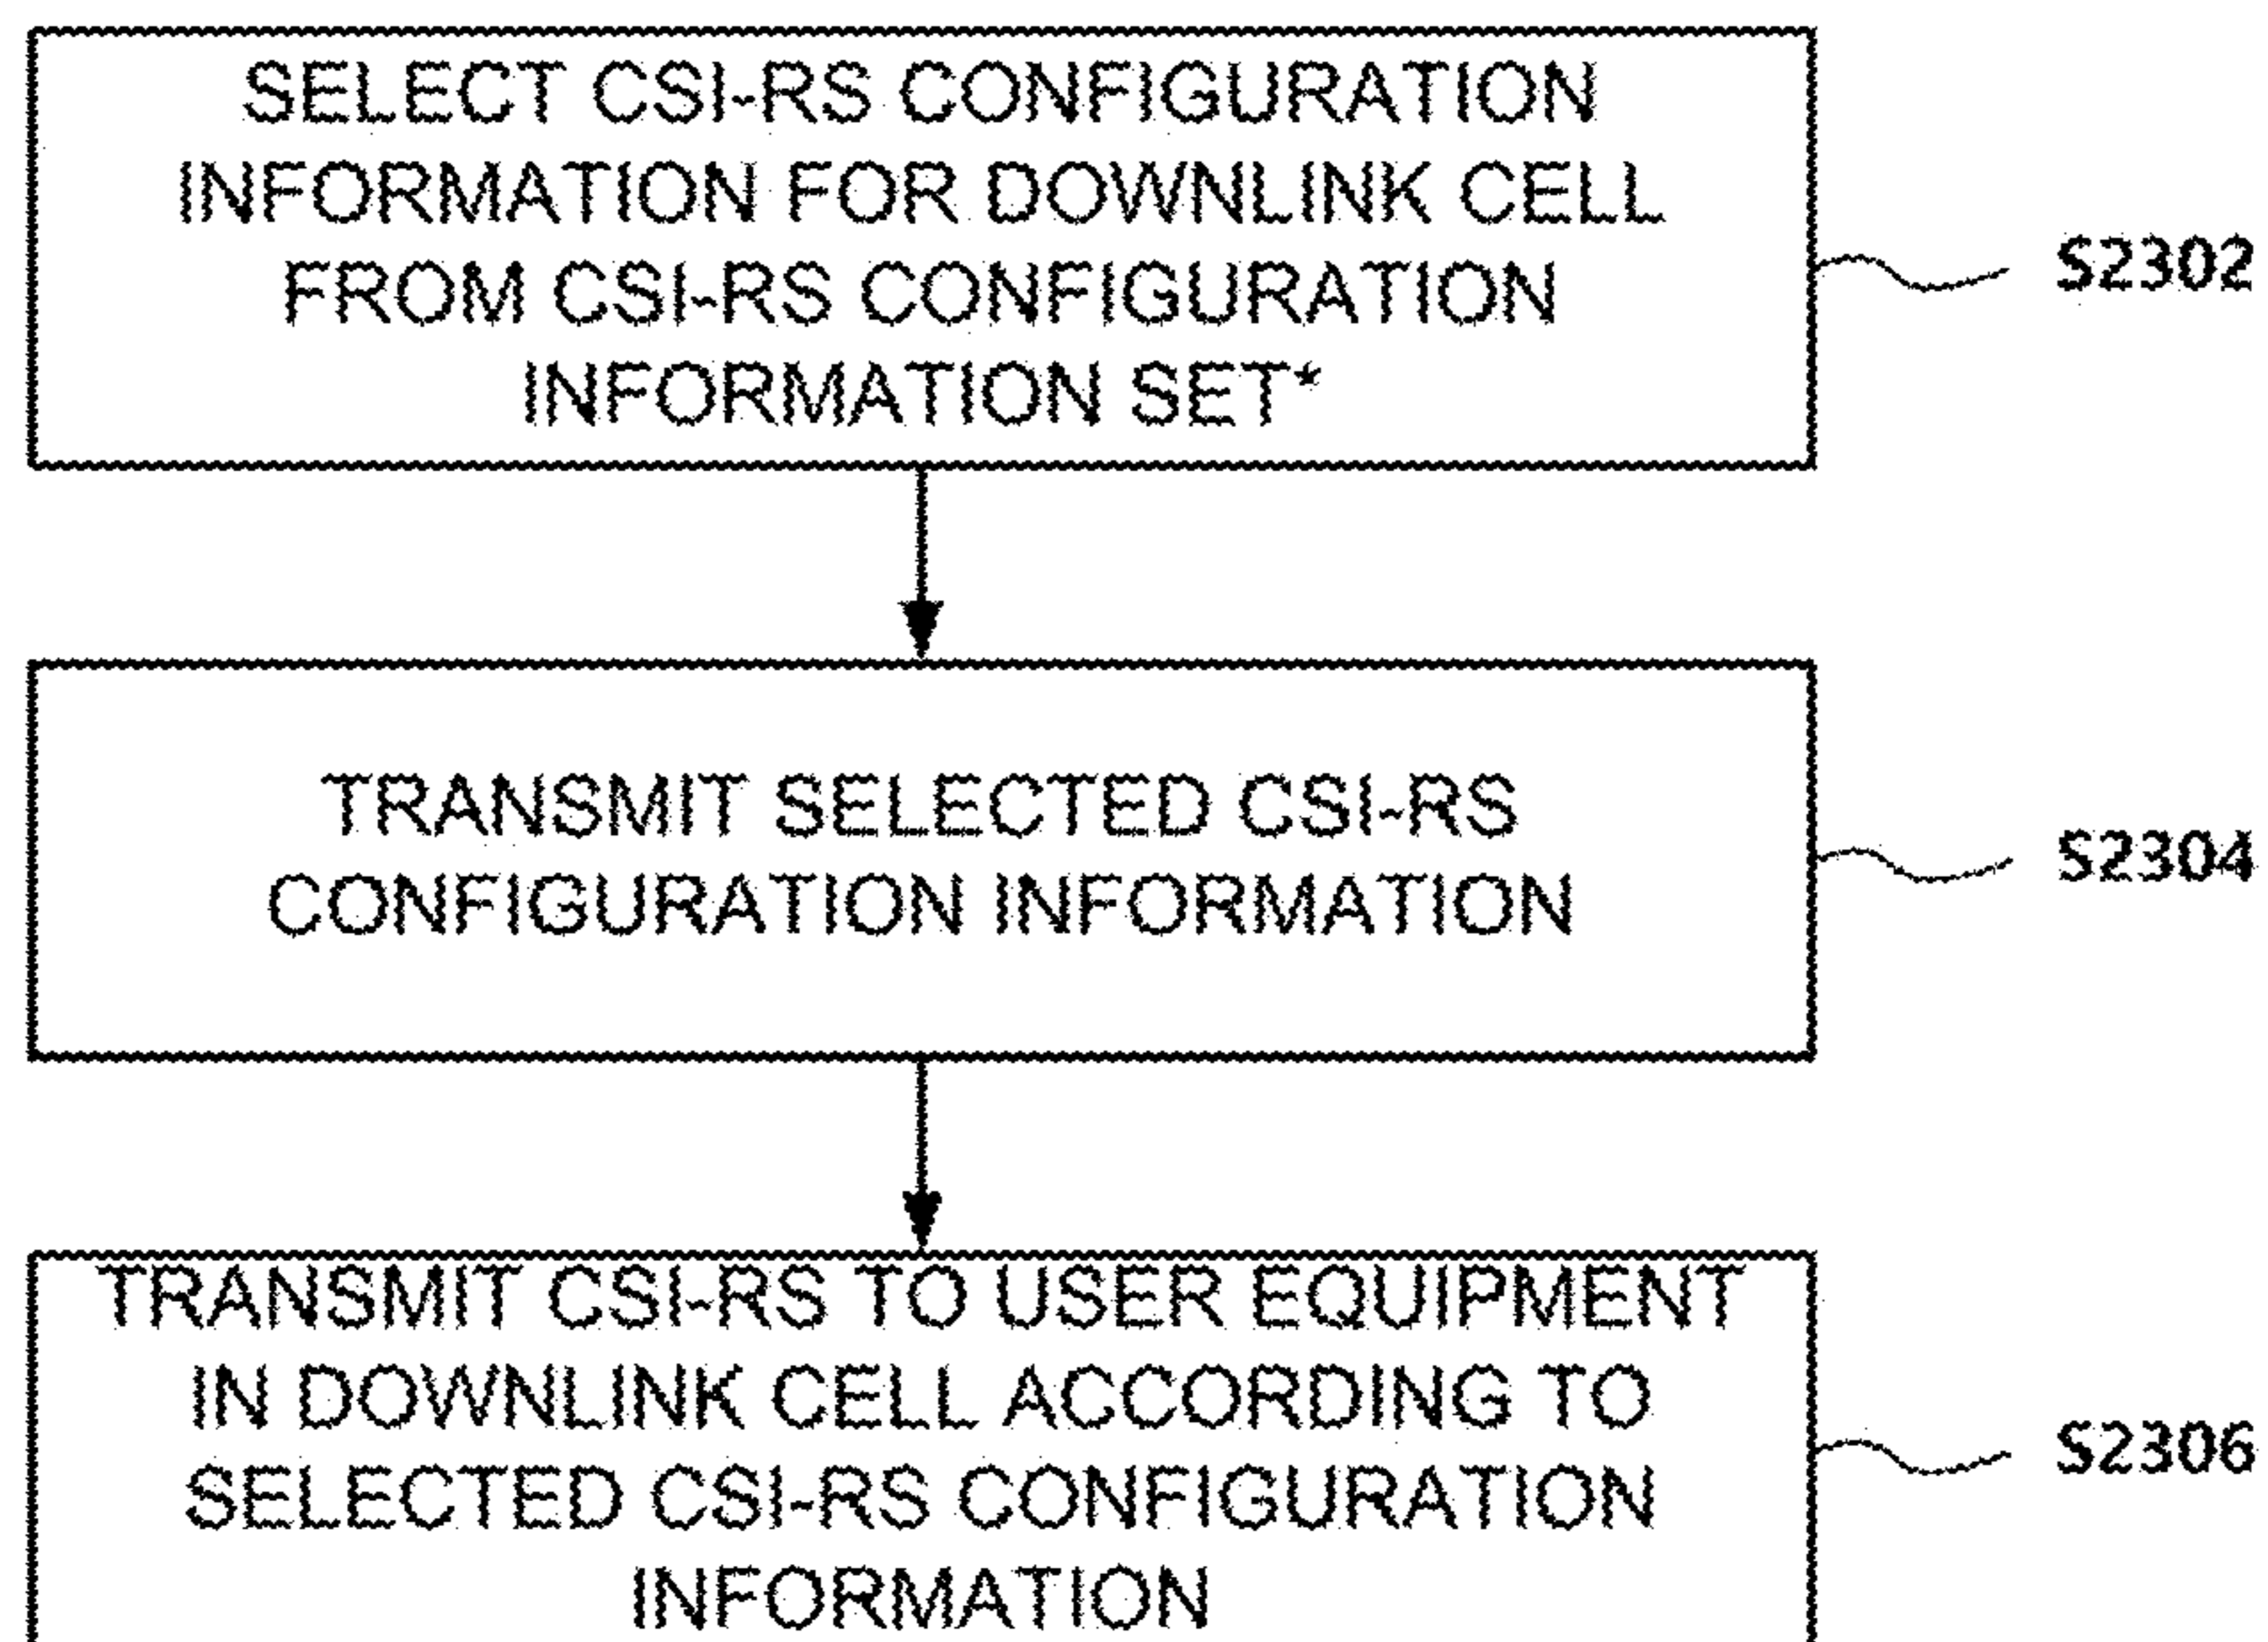 SELECT CSI-RS CONFIGURATION
INFORMATION FOR DOWNLINK CELL
FROM CSI-RS CONFIGURATION
INFORMATION SET*
S2302
TRANSMIT SELECTED CSI-RS
CONFIGURATION INFORMATION
S2304
TRANSMIT CSI-RS TO USER EQUIPMENT
IN DOWNLINK CELL ACCORDING TO
SELECTED CSI-RS CONFIGURATION
INFORMATION
S2306